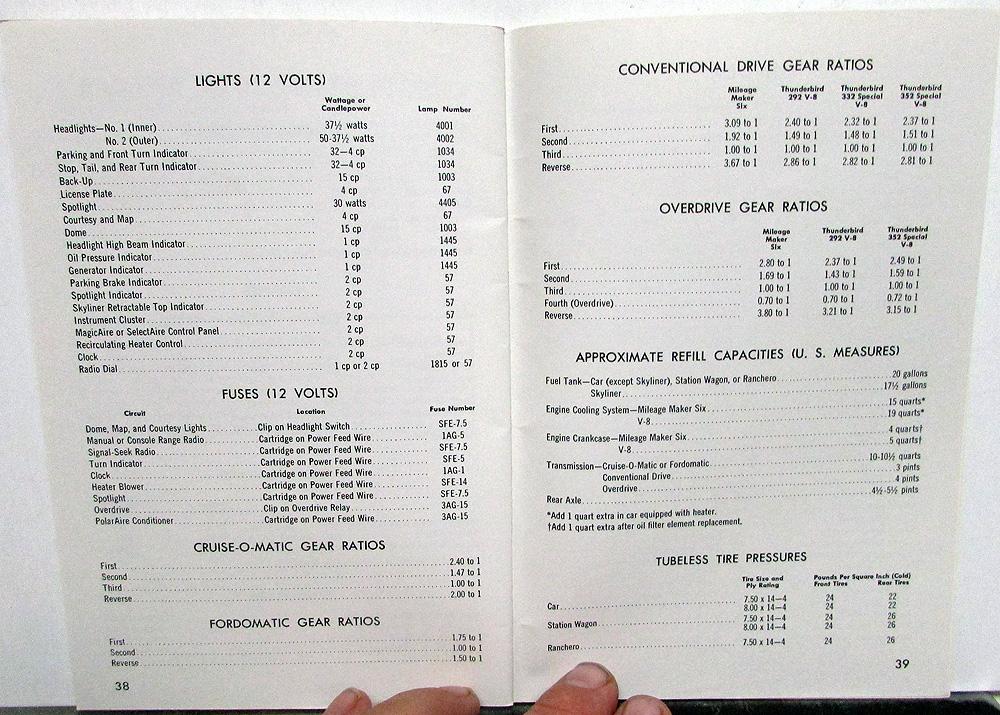 LIGHTS (12 VOLTS)
Wattage or
Candlepower Lamp Number
Headlights—No. 1 (Inner) 37½ watts 4001
No. 2 (Outer) 50-37½ watts 4002
Parking and Front Turn Indicator 32—4 cp 1034
Stop, Tail, and Rear Turn Indicator 32—4 cp 1034
Back-Up 15 cp 1003
License Plate 4 cp 67
Spotlight 30 watts 4405
Courtesy and Map 4 cp 67
Dome 15 cp 1003
Headlight High Beam Indicator 1 cp 1445
Oil Pressure Indicator 1 cp 1445
Generator Indicator 1 cp 1445
Parking Brake Indicator 2 cp 57
Spotlight Indicator 2 cp 57
Skyliner Retractable Top Indicator 2 cp 57
Instrument Cluster 2 cp 57
MagicAire or SelectAire Control Panel 2 cp 57
Recirculating Heater Control 2 cp 57
Clock 2 cp 57
Radio Dial 1 cp or 2 cp 1815 or 57
FUSES (12 VOLTS)
Circuit Location Fuse Number
Dome, Map, and Courtesy Lights Clip on Headlight Switch SFE-7.5
Manual or Console Range Radio Cartridge on Power Feed Wire 1AG-5
Signal-Seek Radio Cartridge on Power Feed Wire SFE-7.5
Turn Indicator Cartridge on Power Feed Wire SFE-5
Clock Cartridge on Power Feed Wire 1AG-1
Heater Blower Cartridge on Power Feed Wire SFE-14
Spotlight Cartridge on Power Feed Wire SFE-7.5
Overdrive Clip on Overdrive Relay 3AG-15
PolarAire Conditioner Cartridge on Power Feed Wire 3AG-15
CRUISE-O-MATIC GEAR RATIOS
First 2.40 to 1
Second 1.47 to 1
Third 1.00 to 1
Reverse 2.00 to 1
FORDOMATIC GEAR RATIOS
First 1.75 to 1
Second 1.00 to 1
Reverse 1.50 to 1
38
CONVENTIONAL DRIVE GEAR RATIOS
Mileage Maker Six Thunderbird 292 V-8 Thunderbird 332 Special V-8 Thunderbird 352 Special V-8
First 3.09 to 1 2.40 to 1 2.32 to 1 2.37 to 1
Second 1.92 to 1 1.49 to 1 1.48 to 1 1.51 to 1
Third 1.00 to 1 1.00 to 1 1.00 to 1 1.00 to 1
Reverse 3.67 to 1 2.86 to 1 2.82 to 1 2.81 to 1
OVERDRIVE GEAR RATIOS
Mileage Maker Six Thunderbird 292 V-8 Thunderbird 352 Special V-8
First 2.80 to 1 2.37 to 1 2.49 to 1
Second 1.69 to 1 1.43 to 1 1.59 to 1
Third 1.00 to 1 1.00 to 1 1.00 to 1
Fourth (Overdrive) 0.70 to 1 0.70 to 1 0.72 to 1
Reverse 3.80 to 1 3.21 to 1 3.15 to 1
APPROXIMATE REFILL CAPACITIES (U. S. MEASURES)
Fuel Tank—Car (except Skyliner), Station Wagon, or Ranchero 20 gallons
Skyliner 17½ gallons
Engine Cooling System—Mileage Maker Six 15 quarts*
V-8 19 quarts*
Engine Crankcase—Mileage Maker Six 4 quarts†
V-8 5 quarts†
Transmission—Cruise-O-Matic or Fordomatic 10-10½ quarts
Conventional Drive 3 pints
Overdrive 4 pints
Rear Axle 4½-5½ pints
*Add 1 quart extra in car equipped with heater.
†Add 1 quart extra after oil filter element replacement.
TUBELESS TIRE PRESSURES
Tire Size and Ply Rating Pounds Per Square Inch (Cold)
Front Tires Rear Tires
Car 7.50 x 14—4 24 22
8.00 x 14—4 24 22
Station Wagon 7.50 x 14—4 24 26
8.00 x 14—4 24 26
Ranchero 7.50 x 14—4 24 26
39